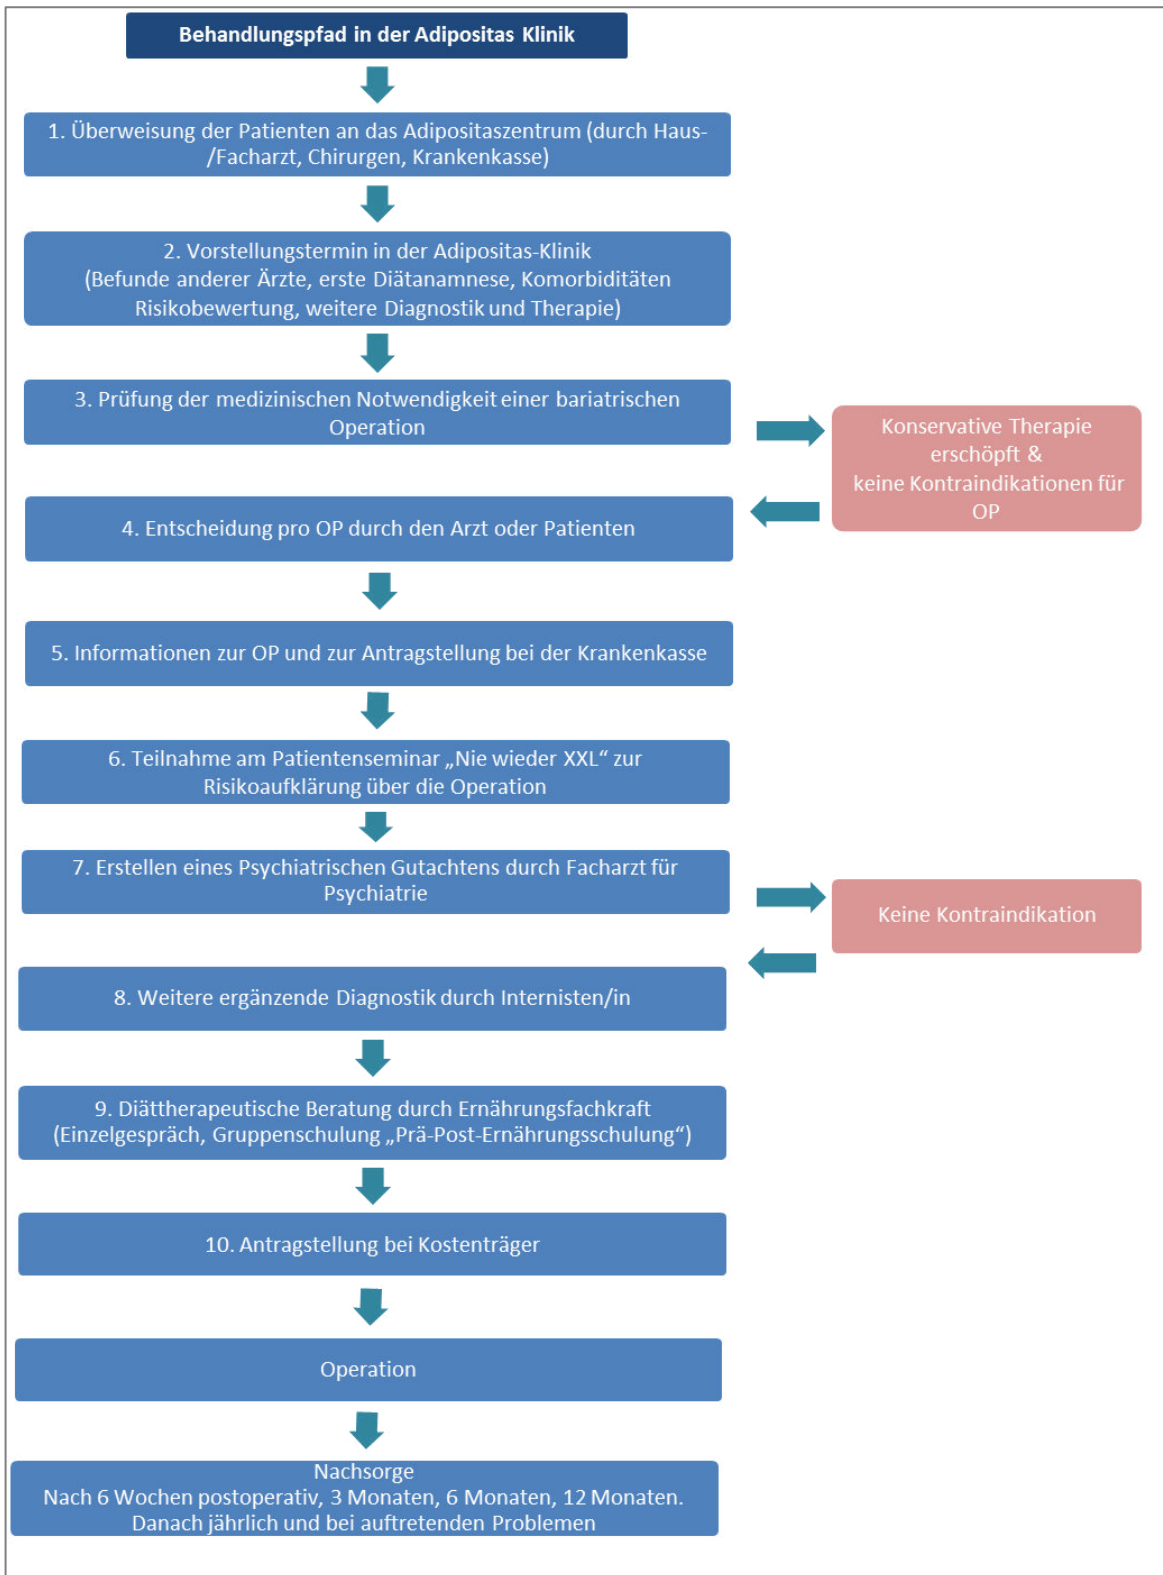 Behandlungspfad in der Adipositas Klinik
1. Überweisung der Patienten an das Adipositaszentrum (durch Haus-
/Facharzt, Chirurgen, Krankenkasse)
2. Vorstellungstermin in der Adipositas-Klinik
(Befunde anderer Ärzte, erste Diätanamnese, Komorbiditäten
Risikobewertung, weitere Diagnostik und Therapie)
3. Prüfung der medizinischen Notwendigkeit einer bariatrischen
Operation
Konservative Therapie
erschöpft &
keine Kontraindikationen für
OP
4. Entscheidung pro OP durch den Arzt oder Patienten
5. Informationen zur OP und zur Antragstellung bei der Krankenkasse
6. Teilnahme am Patientenseminar „Nie wieder XXL“ zur
Risikoaufklärung über die Operation
7. Erstellen eines Psychiatrischen Gutachtens durch Facharzt für
Psychiatrie
Keine Kontraindikation
8. Weitere ergänzende Diagnostik durch Internisten/in
9. Diättherapeutische Beratung durch Ernährungsfachkraft
(Einzelgespräch, Gruppenschulung „Prä-Post-Ernährungsschulung“)
10. Antragstellung bei Kostenträger
Operation
Nachsorge
Nach 6 Wochen postoperativ, 3 Monaten, 6 Monaten, 12 Monaten.
Danach jährlich und bei auftretenden Problemen